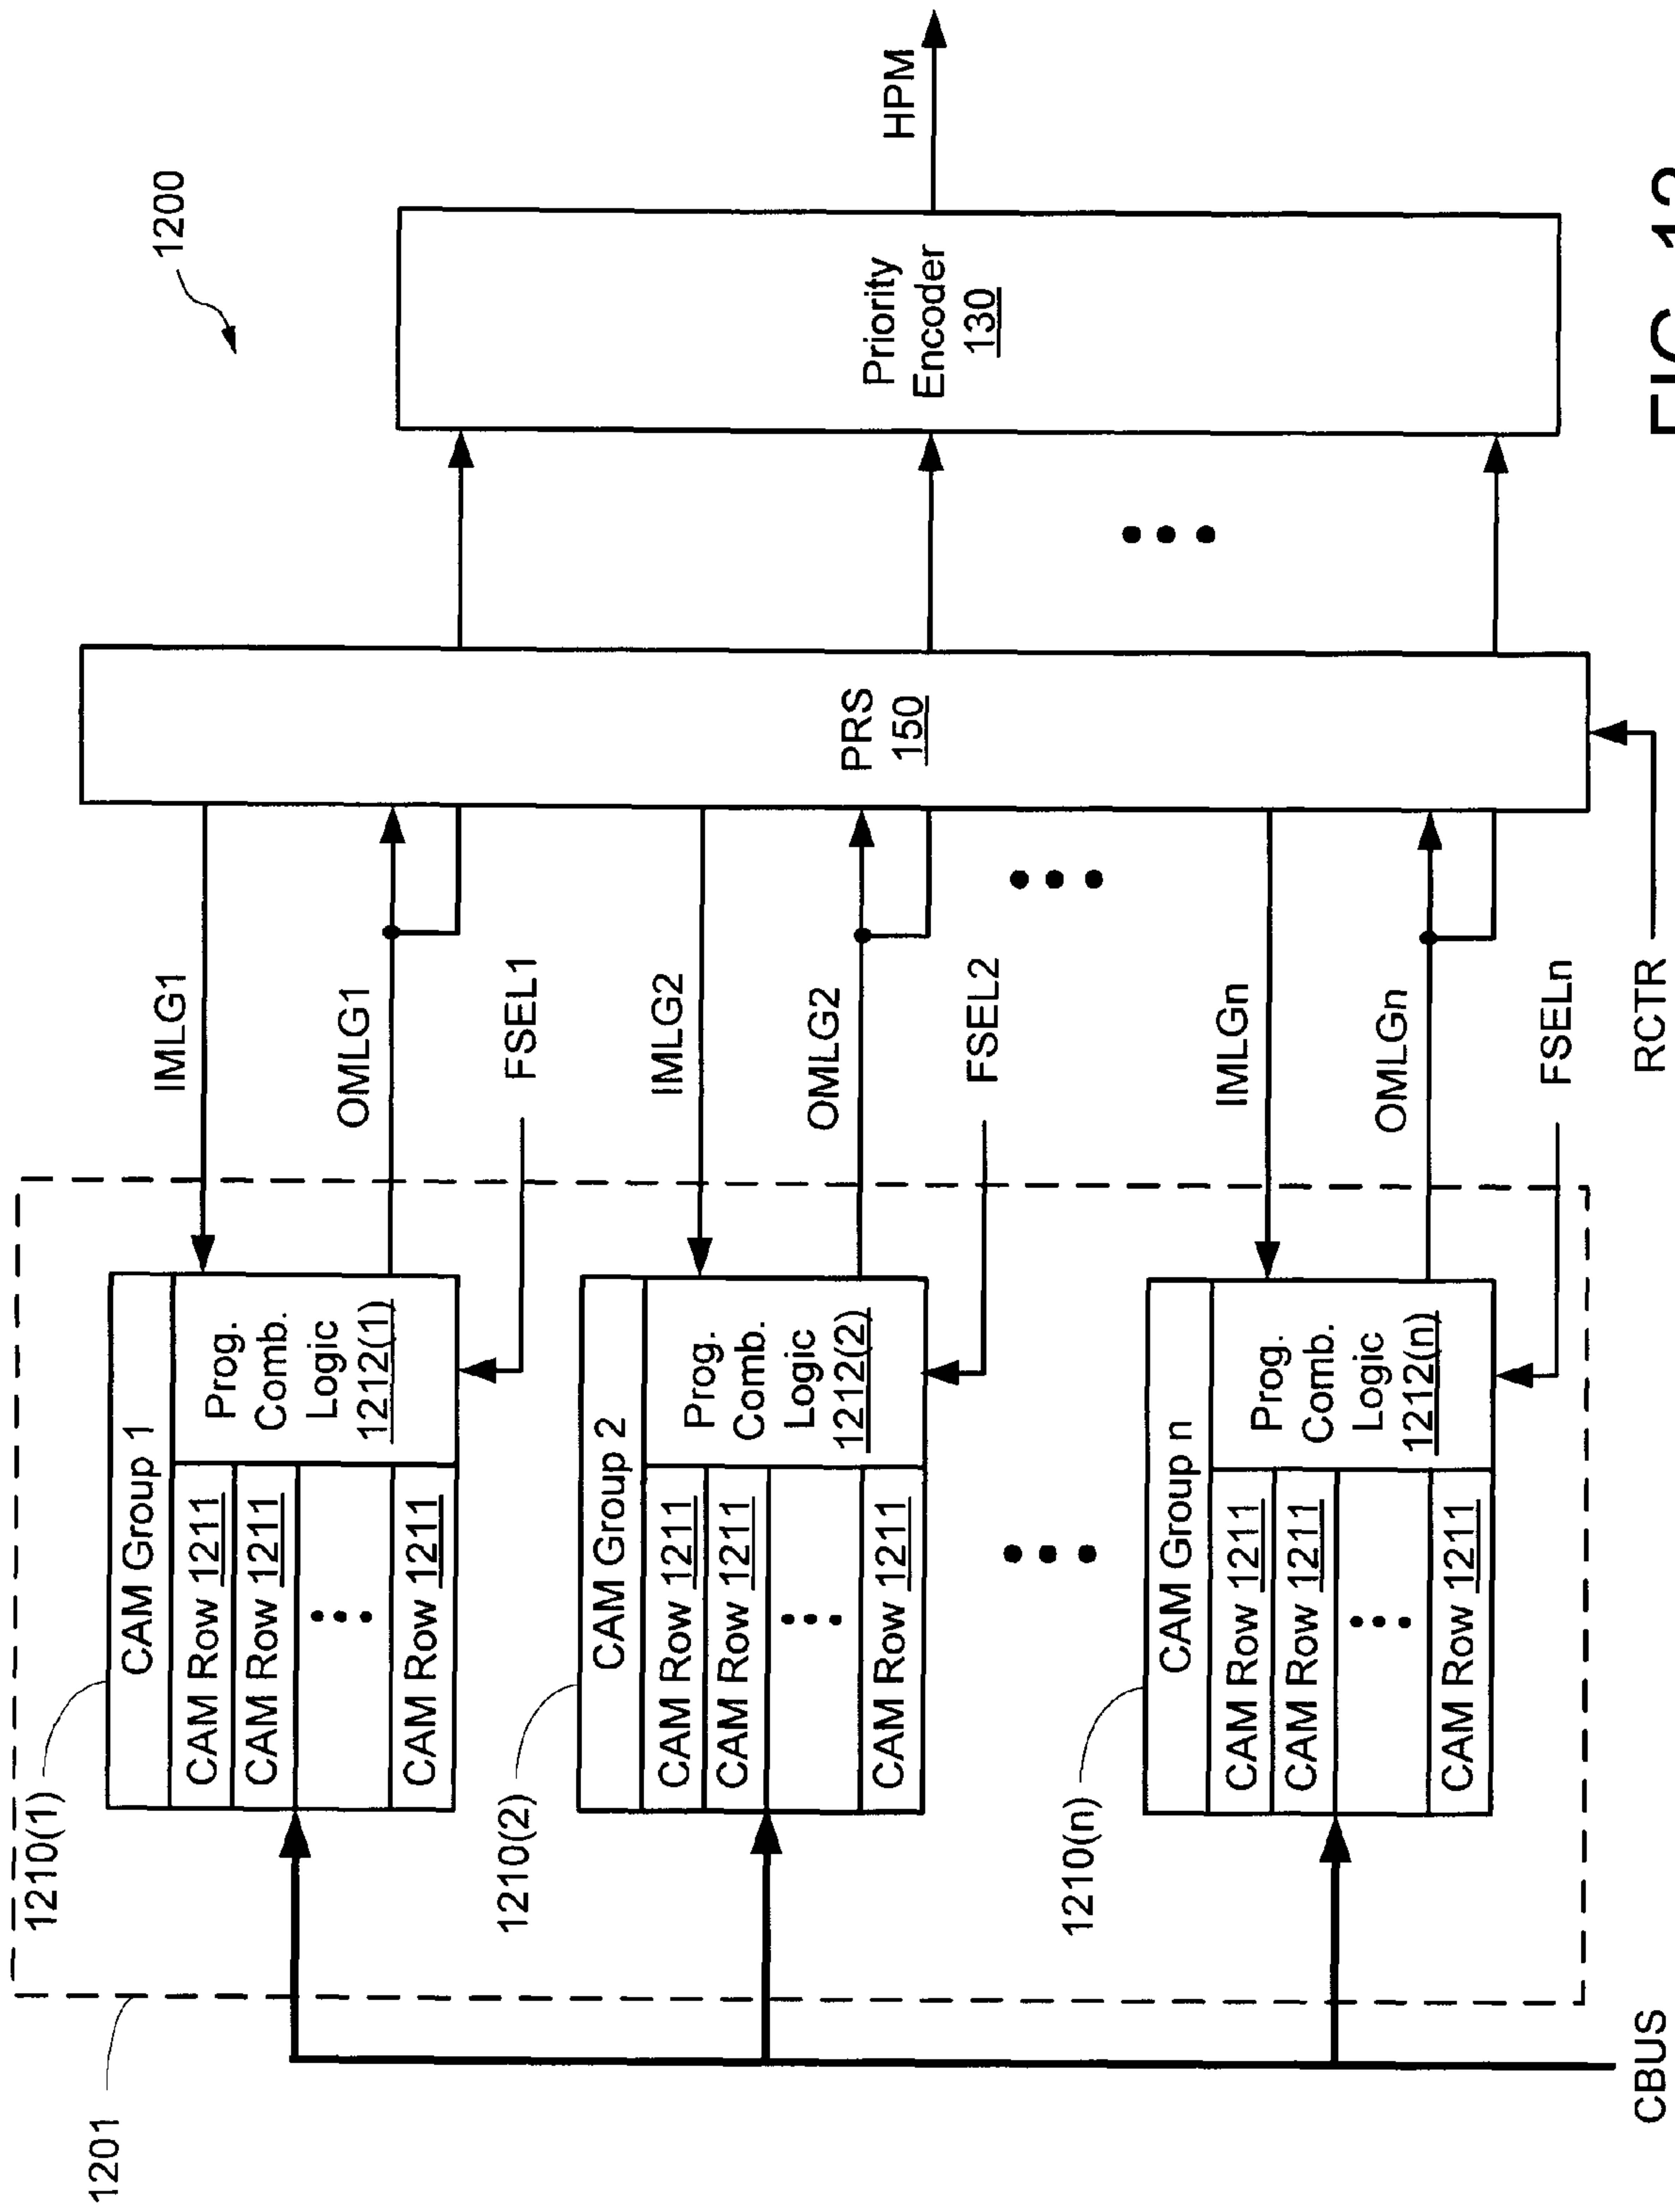 1200
HPM
Priority
Encoder
130
PRS
150
IMLG1
OMLG1
FSEL1
IMLG2
OMLG2
FSEL2
IMLGn
OMLGn
FSELn
RCTR
CAM Group 1
CAM Row 1211
CAM Row 1211
CAM Row 1211
Prog.
Comb.
Logic
1212(1)
1210(1)
CAM Group 2
CAM Row 1211
CAM Row 1211
CAM Row 1211
Prog.
Comb.
Logic
1212(2)
1210(2)
CAM Group n
CAM Row 1211
CAM Row 1211
CAM Row 1211
Prog.
Comb.
Logic
1212(n)
1210(n)
1201
CBUS